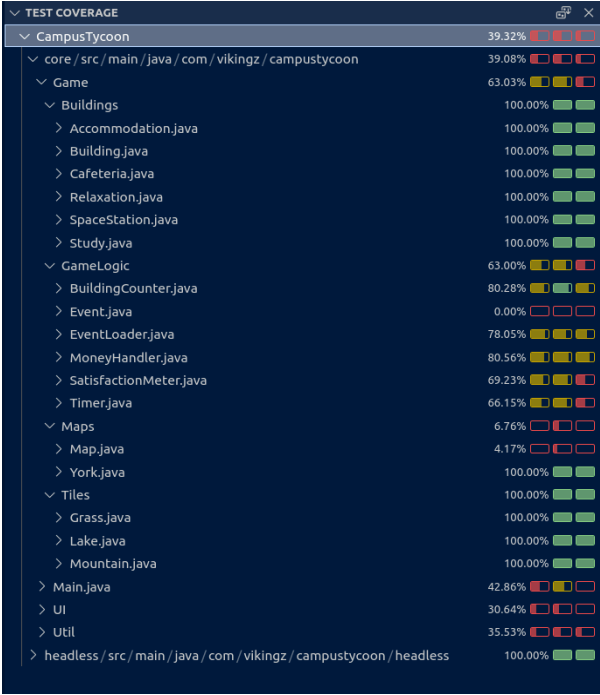 TEST COVERAGE
CampusTycoon 39.32%
core/src/main/java/com/vikingz/campustycoon 39.08%
Game 63.03%
Buildings 100.00%
Accommodation.java 100.00%
Building.java 100.00%
Cafeteria.java 100.00%
Relaxation.java 100.00%
SpaceStation.java 100.00%
Study.java 100.00%
GameLogic 63.00%
BuildingCounter.java 80.28%
Event.java 0.00%
EventLoader.java 78.05%
MoneyHandler.java 80.56%
SatisfactionMeter.java 69.23%
Timer.java 66.15%
Maps 6.76%
Map.java 4.17%
York.java 100.00%
Tiles 100.00%
Grass.java 100.00%
Lake.java 100.00%
Mountain.java 100.00%
Main.java 42.86%
UI 30.64%
Util 35.53%
headless/src/main/java/com/vikingz/campustycoon/headless 100.00%